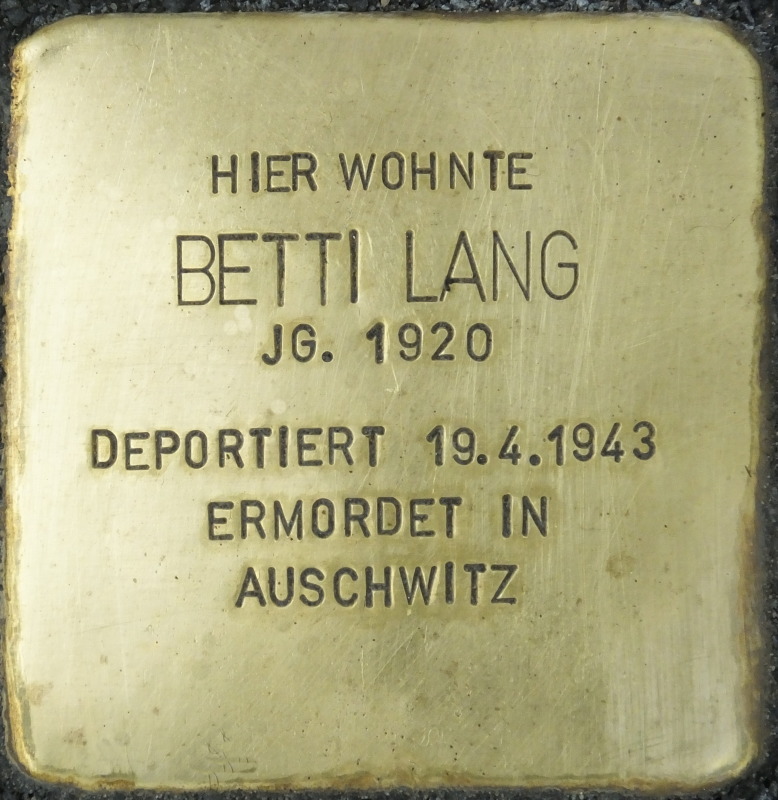 HIER WOHNTE
BETTI LANG
JG. 1920
DEPORTIERT 19.4.1943
ERMORDET IN
AUSCHWITZ